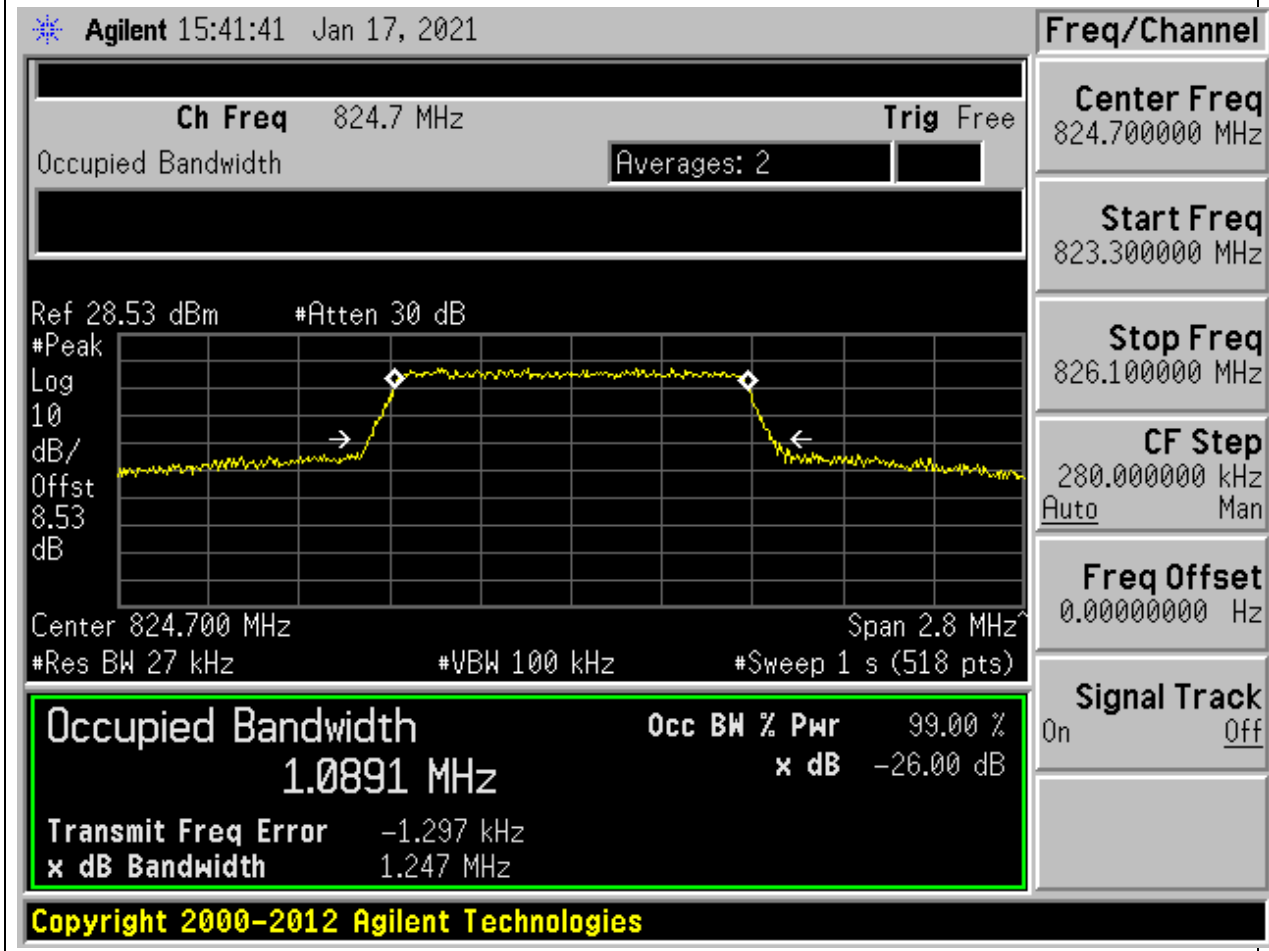 Agilent 15:41:41 Jan 17, 2021
Ch Freq 824.7 MHz Trig Free
Occupied Bandwidth Averages: 2
Ref 28.53 dBm #Atten 30 dB
#Peak
Log
10
dB/
Offst
8.53
dB
Center 824.700 MHz Span 2.8 MHz^
#Res BW 27 kHz #VBW 100 kHz #Sweep 1 s (518 pts)
Occupied Bandwidth Occ BW % Pwr 99.00 %
1.0891 MHz x dB -26.00 dB
Transmit Freq Error -1.297 kHz
x dB Bandwidth 1.247 MHz
Copyright 2000-2012 Agilent Technologies
Freq/Channel
Center Freq
824.700000 MHz
Start Freq
823.300000 MHz
Stop Freq
826.100000 MHz
CF Step
280.000000 kHz
Auto Man
Freq Offset
0.00000000 Hz
Signal Track
On Off